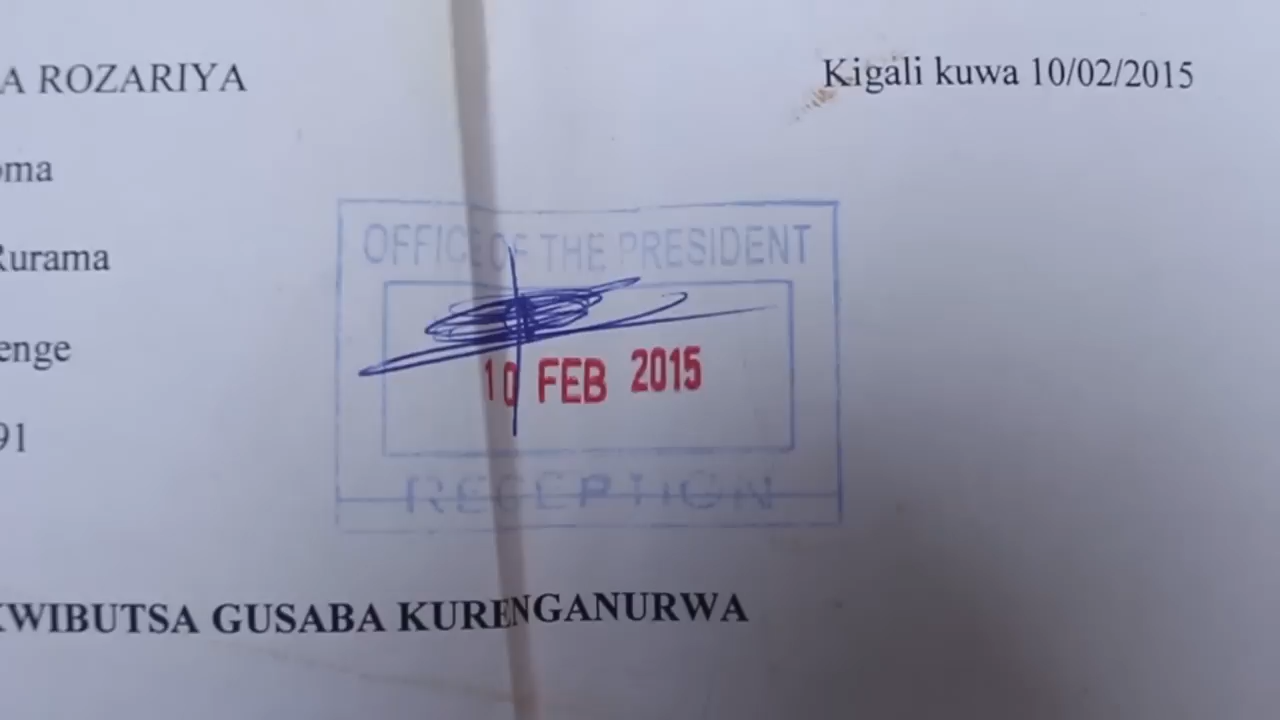 A ROZARIYA
Kigali kuwa 10/02/2015
oma
Rurama
OFFICE OF THE PRESIDENT
enge
10 FEB 2015
91
RECEPTION
KWIBUTSA GUSABA KURENGANURWA